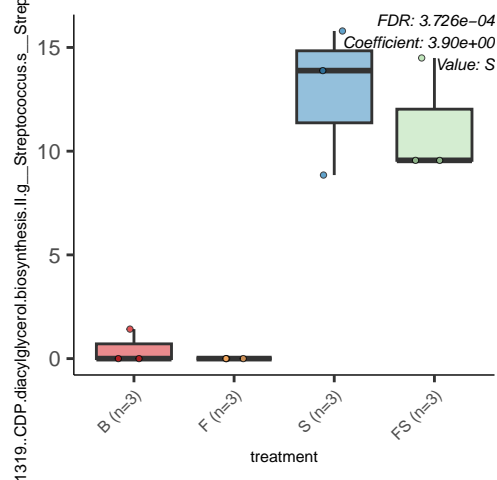 FDR: 3.726e−04
Coefficient: 3.90e+00
Value: S
1319..CDP.diacylglycerol.biosynthesis.II.g__Streptococcus.s__Strep
15
10
5
0
B (n=3)
F (n=3)
S (n=3)
FS (n=3)
treatment